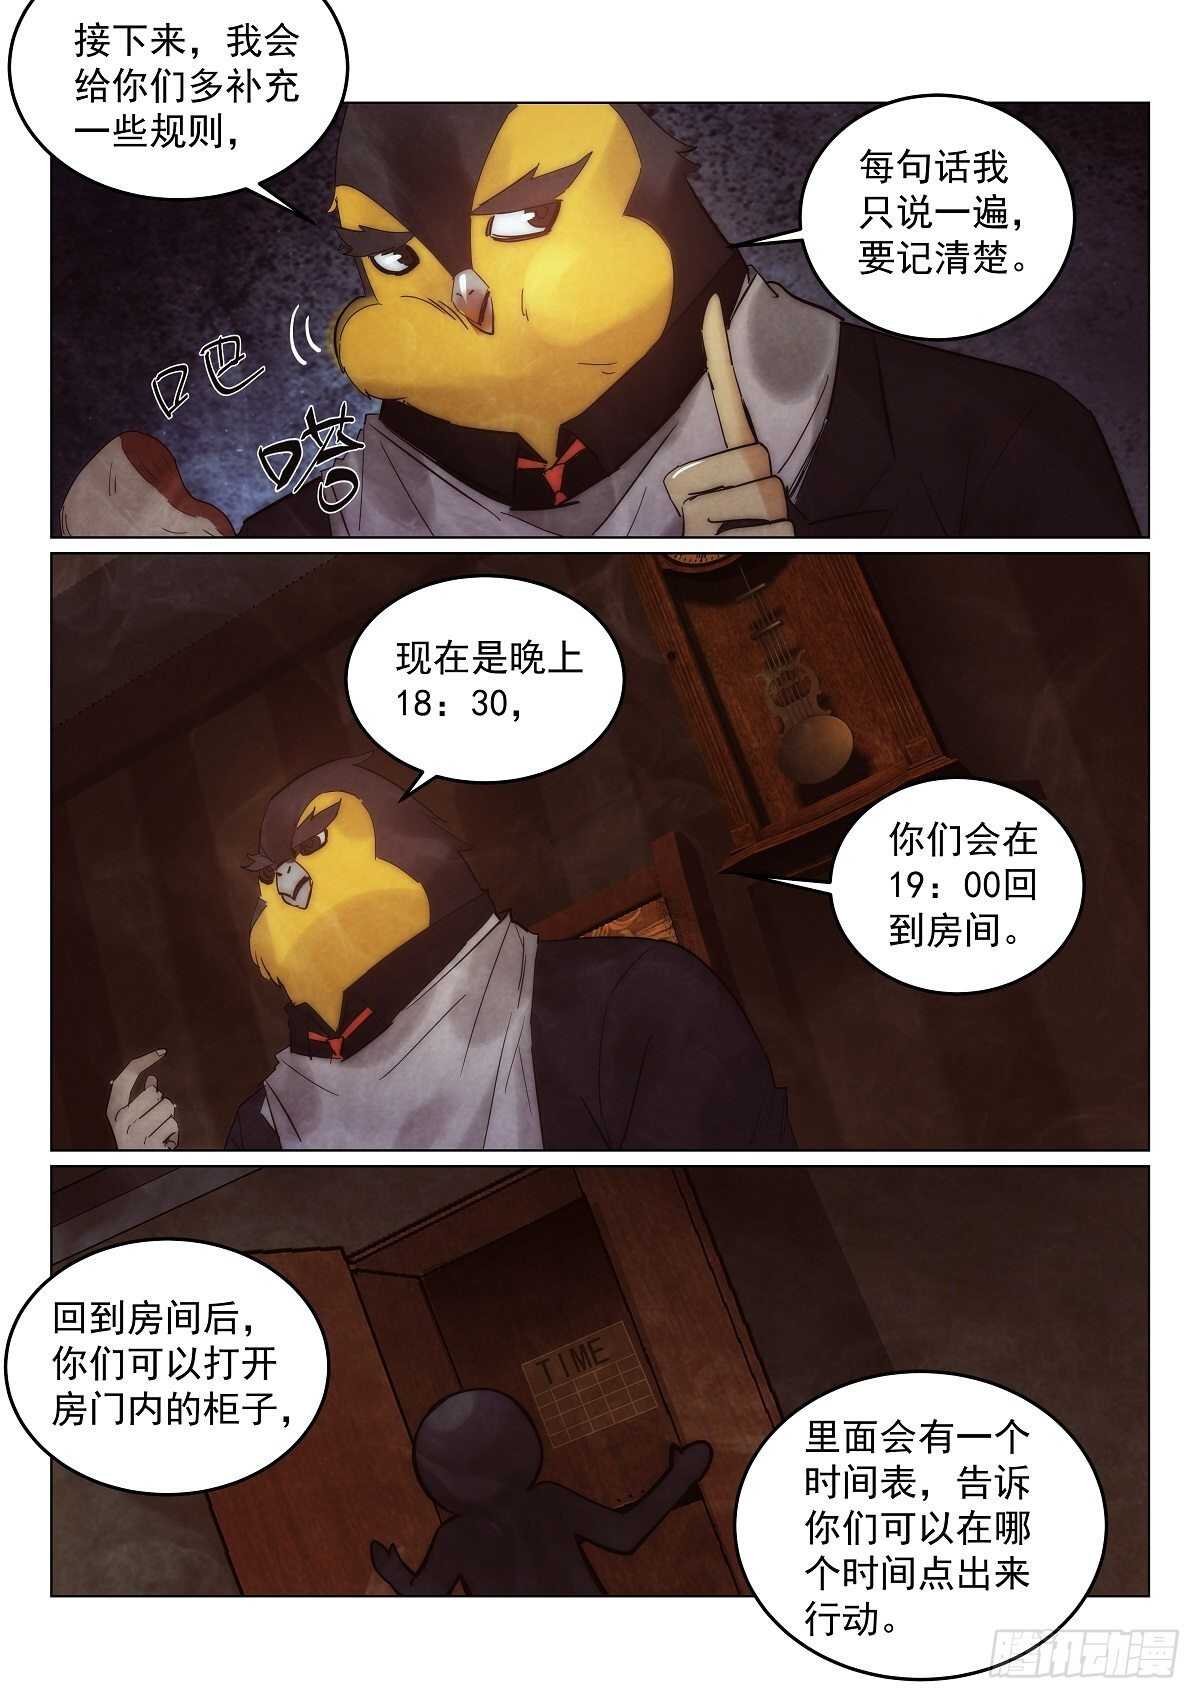 接下来，我会
给你们多补充
一些规则，
每句话我
只说一遍，
要记清楚。
吧
嗒
现在是晚上
18：30，
你们会在
19：00回
到房间。
回到房间后，
你们可以打开
房门内的柜子，
TIME
里面会有一个
时间表，告诉
你们可以在哪
个时间点出来
行动。
腾讯动漫